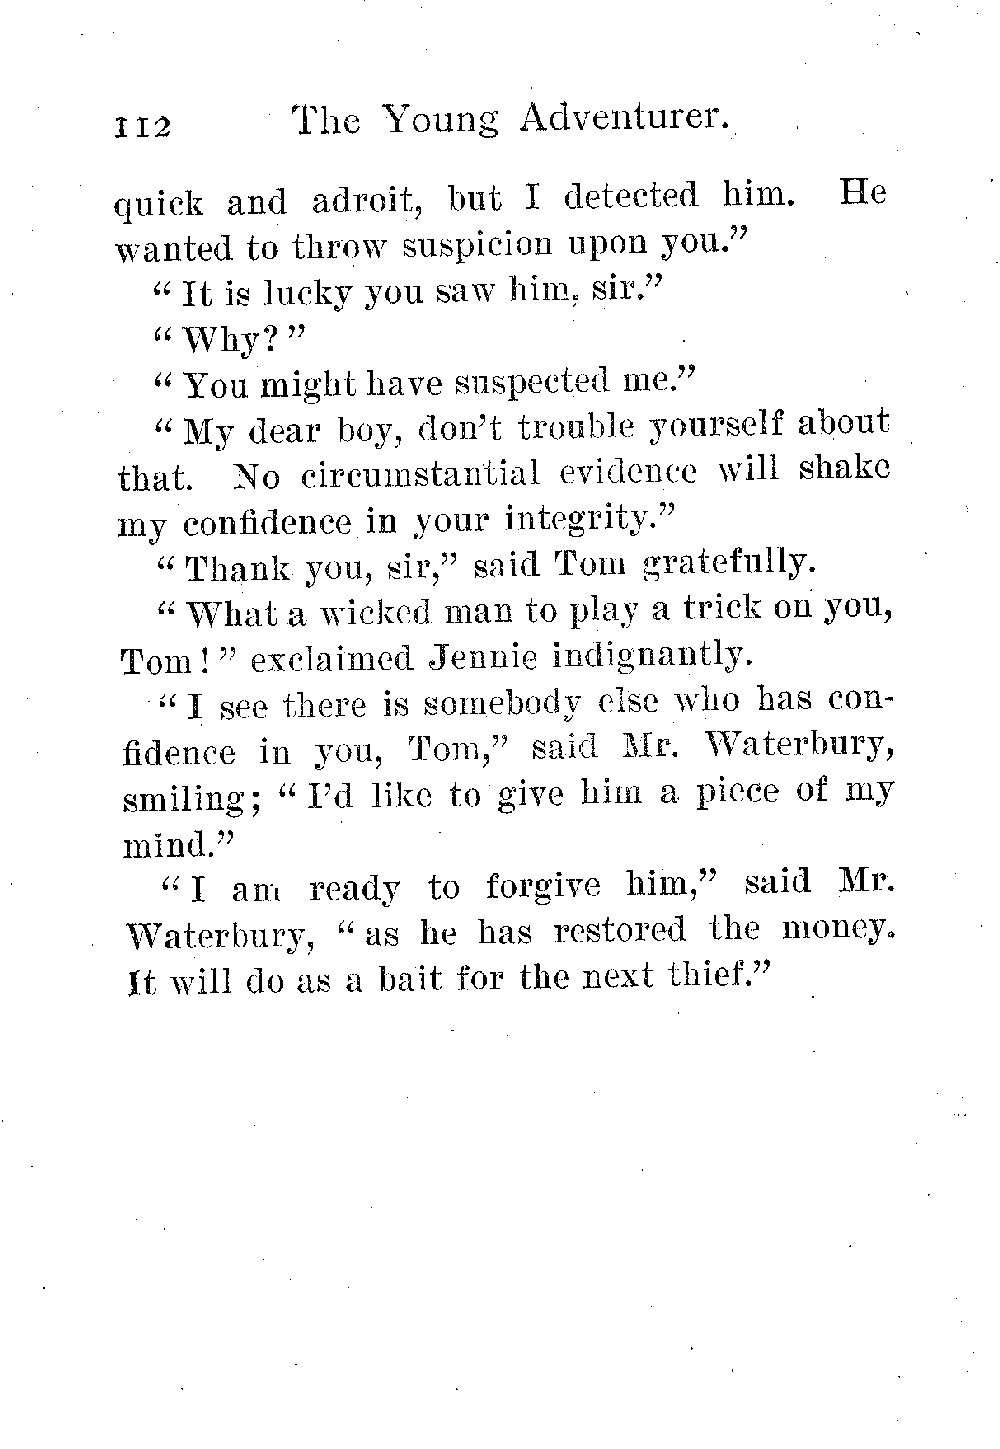 112 The Young Adventurer.
quick and adroit, but I detected him. He
wanted to throw suspicion upon you.”
“ It is lucky you saw him, sir.”
“ Why? ”
“ You might have suspected me.”
“ My dear boy, don’t trouble yourself about
that. No circumstantial evidence will shake
my confidence in your integrity.”
“ Thank you, sir,” said Tom gratefully.
“ What a wicked man to play a trick on you,
Tom! ” exclaimed Jennie indignantly.
“ I see there is somebody else who has con-
fidence in you, Tom,” said Mr. Waterbury,
smiling; “ I’d like to give him a piece of my
mind.”
“ I am ready to forgive him,” said Mr.
Waterbury, “ as he has restored the money.
It will do as a bait for the next thief.”